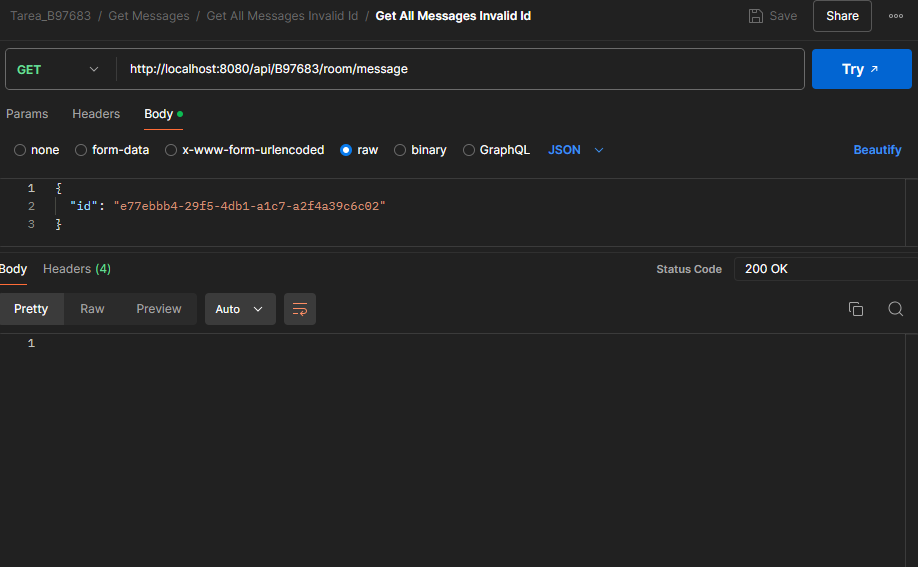 Tarea_B97683 / Get Messages / Get All Messages Invalid Id / Get All Messages Invalid Id Save Share
GET http://localhost:8080/api/B97683/room/message Try ↗
Params Headers Body
none form-data x-www-form-urlencoded raw binary GraphQL JSON Beautify
1 {
2 "id": "e77ebbb4-29f5-4db1-a1c7-a2f4a39c6c02"
3 }
Body Headers (4) Status Code 200 OK
Pretty Raw Preview Auto
1